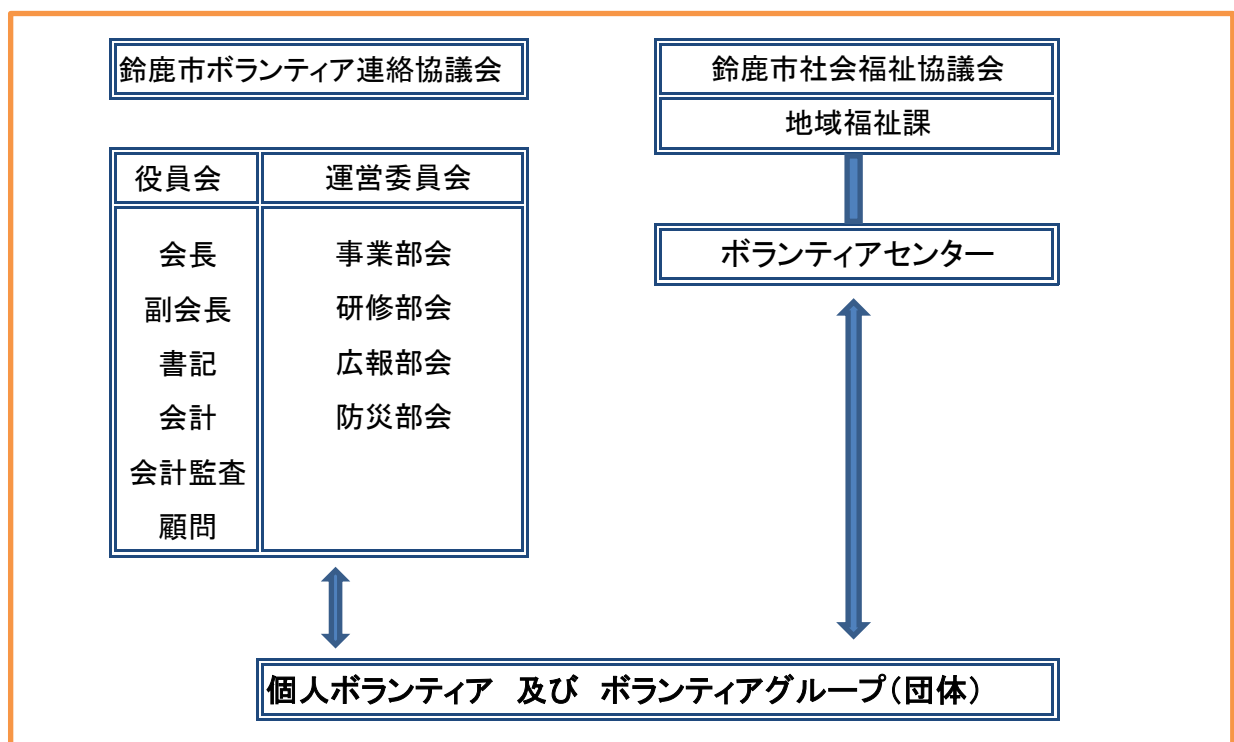 鈴鹿市ボランティア連絡協議会
役員会
会長
副会長
書記
会計
会計監査
顧問
運営委員会
事業部会
研修部会
広報部会
防災部会
鈴鹿市社会福祉協議会
地域福祉課
ボランティアセンター
個人ボランティア　及び　ボランティアグループ（団体）